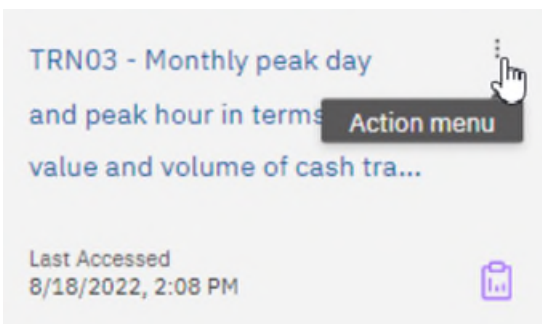 TRN03 - Monthly peak day
and peak hour in terms
Action menu
value and volume of cash tra...
Last Accessed
8/18/2022, 2:08 PM